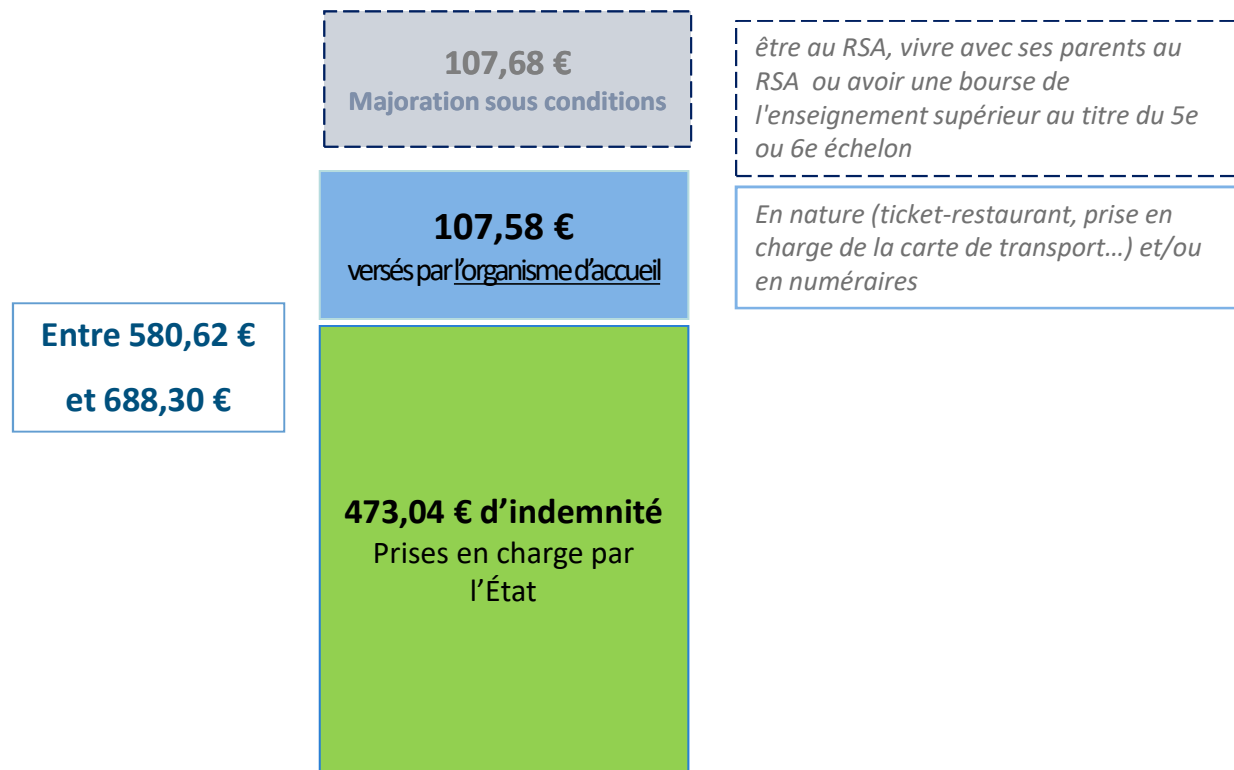 107,68 €
Majoration sous conditions
être au RSA, vivre avec ses parents au
RSA ou avoir une bourse de
l'enseignement supérieur au titre du 5e
ou 6e échelon
107,58 €
versés par l’organisme d’accueil
En nature (ticket-restaurant, prise en
charge de la carte de transport…) et/ou
en numéraires
Entre 580,62 €
et 688,30 €
473,04 € d’indemnité
Prises en charge par
l’État